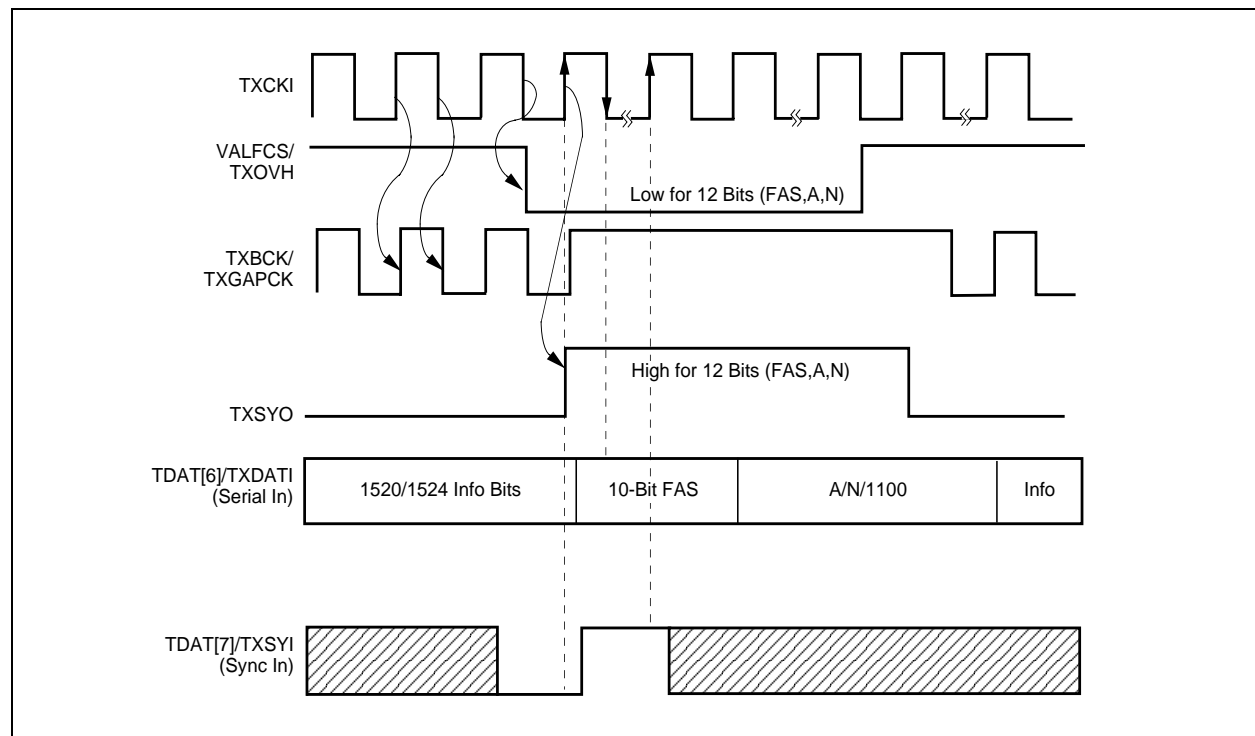 TXCKI
VALFCS/
TXOVH
Low for 12 Bits (FAS,A,N)
TXBCK/
TXGAPCK
High for 12 Bits (FAS,A,N)
TXSYO
TDAT[6]/TXDATI
(Serial In)
1520/1524 Info Bits
10-Bit FAS
A/N/1100
Info
TDAT[7]/TXSYI
(Sync In)